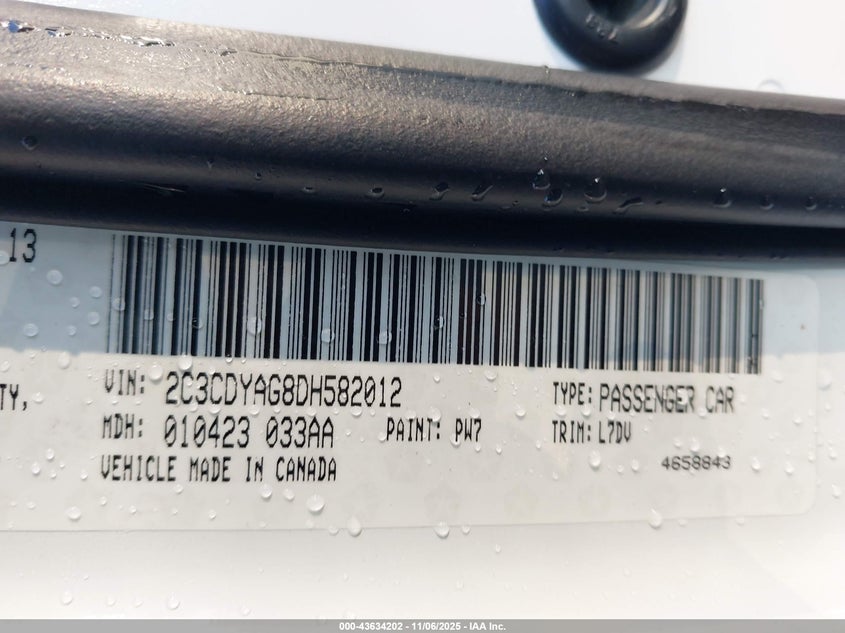 13
VIN: 2C3CDYAG8DH582012
TYPE: PASSENGER CAR
TY,
MDH: 010423 033AA
PAINT: PW7
TRIM: L7DV
VEHICLE MADE IN CANADA
4658843
000-43634202 - 11/06/2025 - IAA Inc.